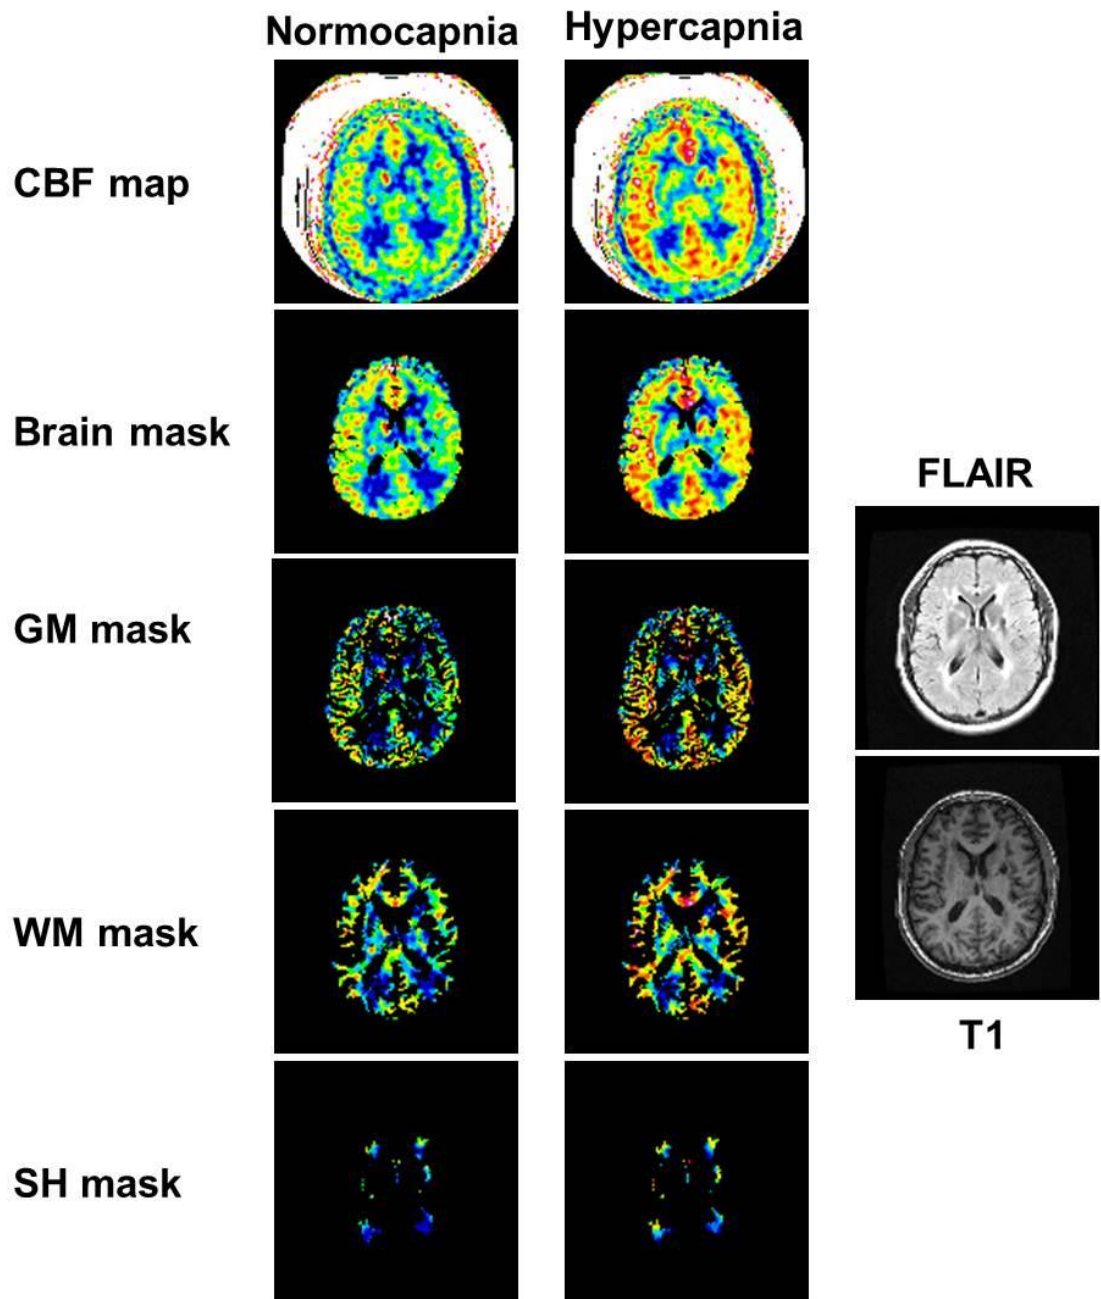 Normocapnia
Hypercapnia
CBF map
Brain mask
FLAIR
GM mask
WM mask
T1
SH mask